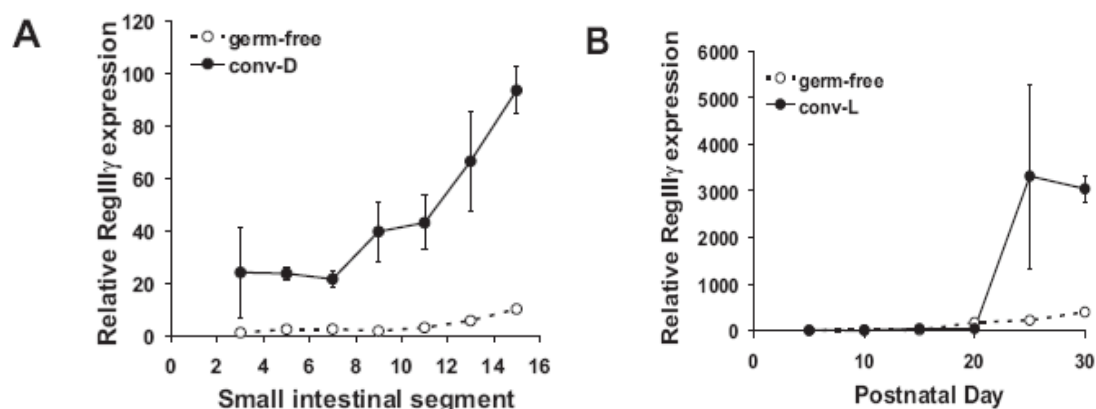 A
120
100
80
60
40
20
0
Relative RegIIIγ expression
germ-free
conv-D
0 2 4 6 8 10 12 14 16
Small intestinal segment
B
6000
5000
4000
3000
2000
1000
0
Relative RegIIIγ expression
germ-free
conv-L
0 10 20 30
Postnatal Day